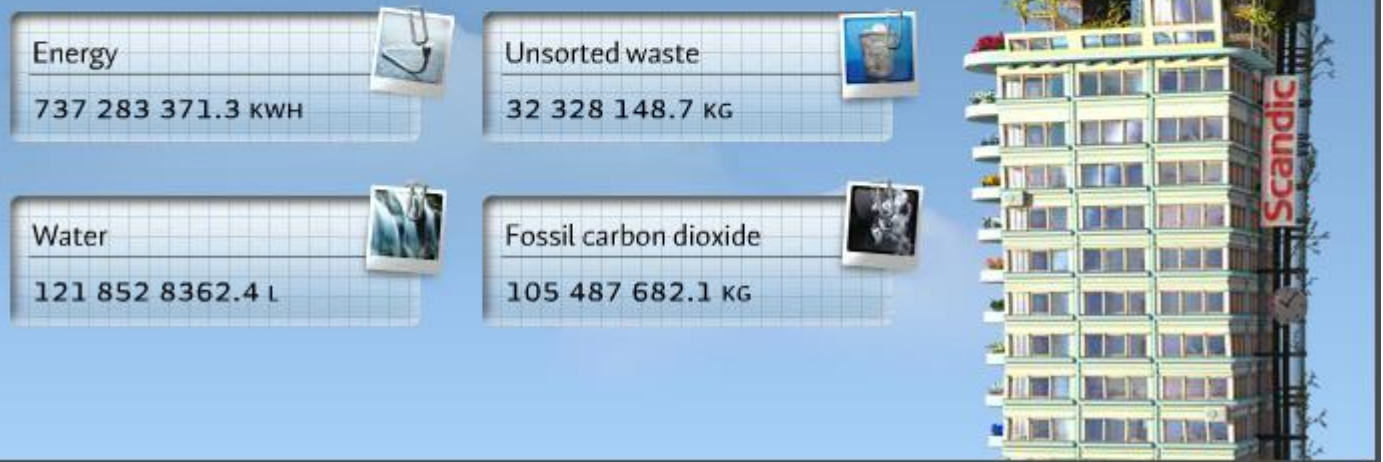 Energy
737 283 371.3 KWH
Unsorted waste
32 328 148.7 KG
Water
121 852 8362.4 L
Fossil carbon dioxide
105 487 682.1 KG
Scandic